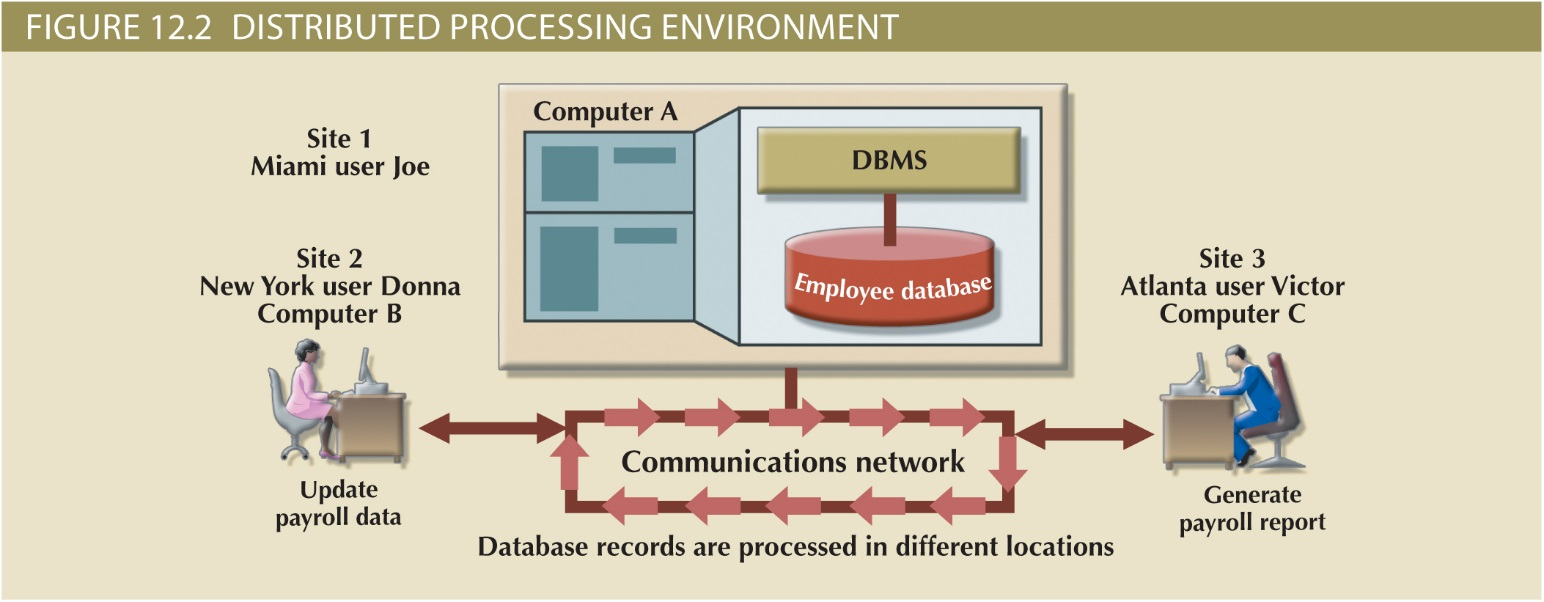 FIGURE 12.2 DISTRIBUTED PROCESSING ENVIRONMENT
Computer A
Site 1
Miami user Joe
DBMS
Employee database
Site 2
New York user Donna
Computer B
Site 3
Atlanta user Victor
Computer C
Communications network
Update
payroll data
Generate
payroll report
Database records are processed in different locations